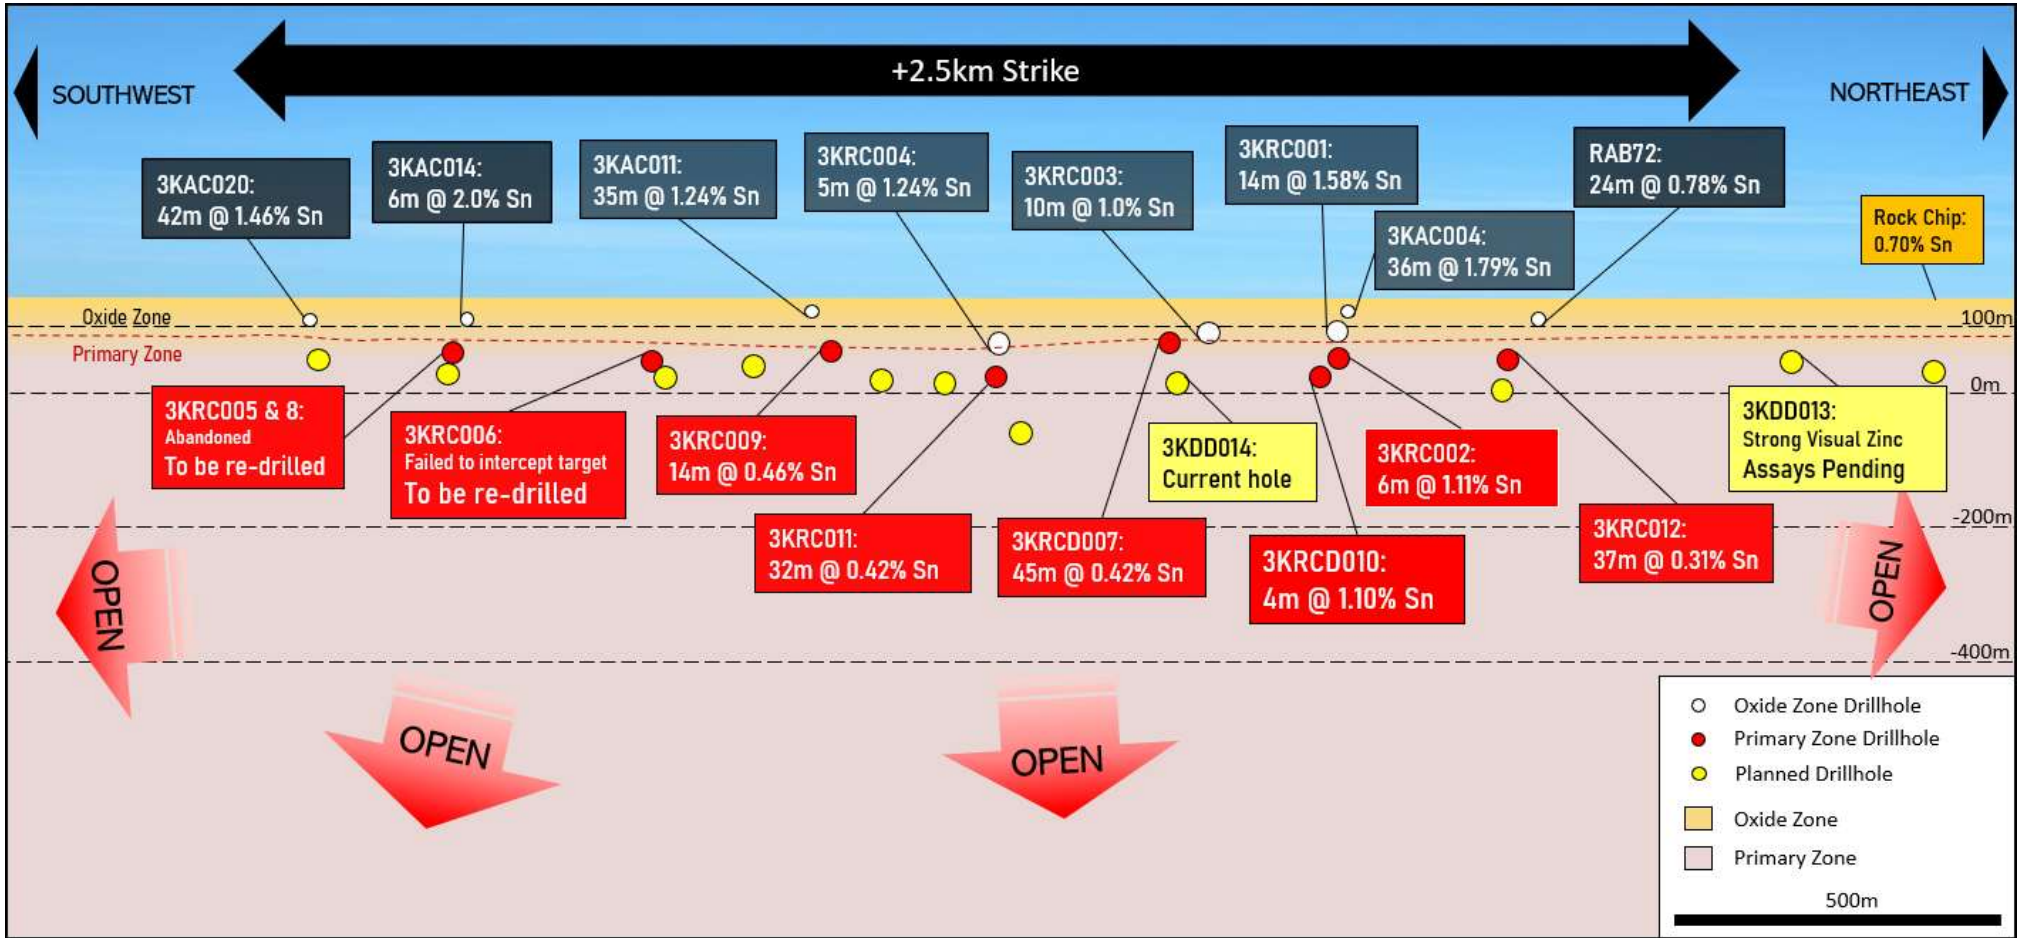 +2.5km Strike
SOUTHWEST
NORTHEAST
3KAC020:
42m @ 1.46% Sn
3KAC014:
6m @ 2.0% Sn
3KAC011:
35m @ 1.24% Sn
3KRC004:
5m @ 1.24% Sn
3KRC003:
10m @ 1.0% Sn
3KRC001:
14m @ 1.58% Sn
3KAC004:
36m @ 1.79% Sn
RAB72:
24m @ 0.78% Sn
Rock Chip:
0.70% Sn
Oxide Zone
100m
Primary Zone
0m
3KRC005 & 8:
Abandoned
To be re-drilled
3KRC006:
Failed to intercept target
To be re-drilled
3KRC009:
14m @ 0.46% Sn
3KRC011:
32m @ 0.42% Sn
3KRCD007:
45m @ 0.42% Sn
3KDD014:
Current hole
3KRCD010:
4m @ 1.10% Sn
3KRC002:
6m @ 1.11% Sn
3KRC012:
37m @ 0.31% Sn
3KDD013:
Strong Visual Zinc
Assays Pending
-200m
OPEN
OPEN
-400m
OPEN
OPEN
Oxide Zone Drillhole
Primary Zone Drillhole
Planned Drillhole
Oxide Zone
Primary Zone
500m